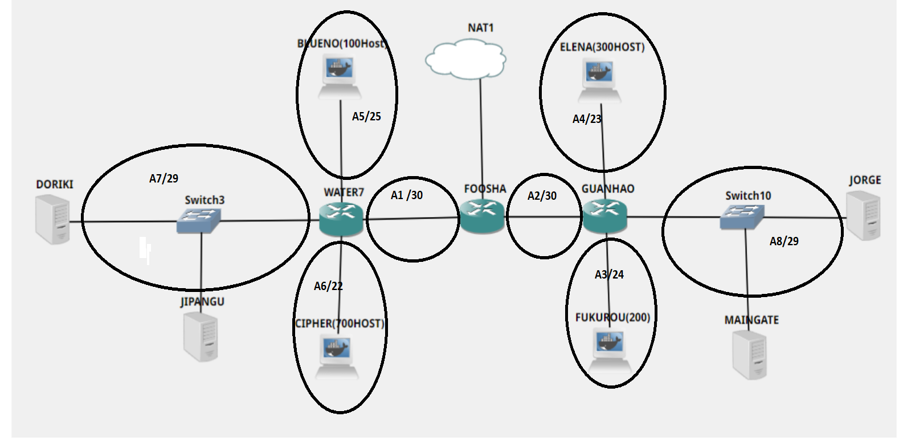 NAT1
BLUENO(100Host)
ELENA(300HOST)
A5/25
A4/23
A7/29
DORIKI
Switch3
WATER7
A1 /30
FOOSHA
A2/30
GUANHAO
Switch10
JORGE
A8/29
A6/22
A3/24
JIPANGU
CIPHER(700HOST)
FUKUROU(200)
MAINGATE